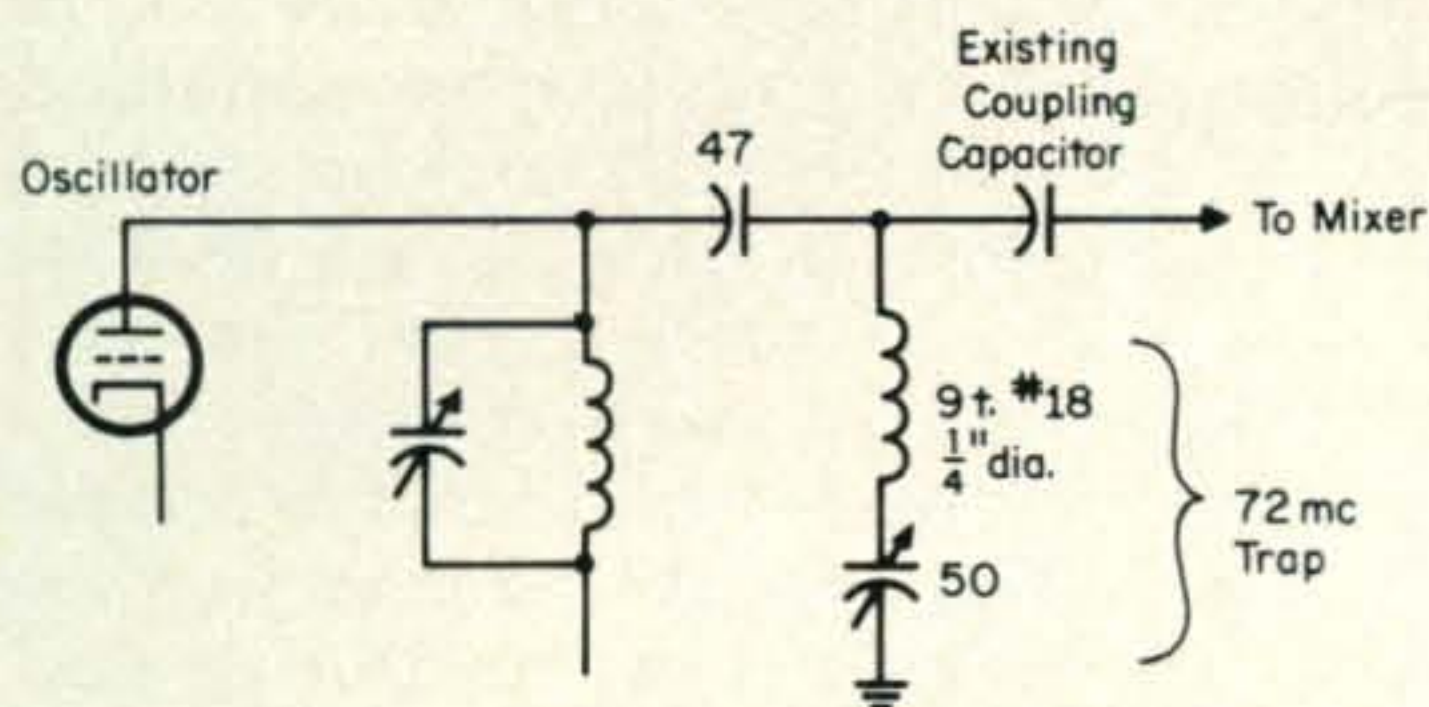 Existing
Coupling
Capacitor
47
Oscillator
To Mixer
9 t. #18
1/4" dia.
50
72 mc
Trap